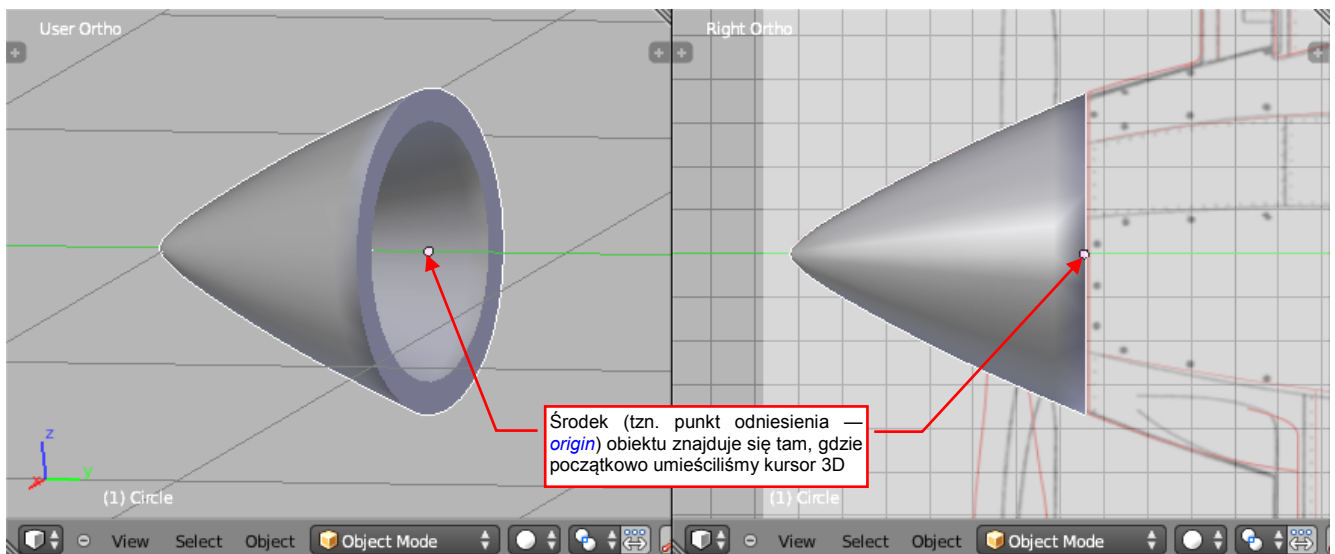 User Ortho
Right Ortho
Środek (tzn. punkt odniesienia —
origin) obiektu znajduje się tam, gdzie
początkowo umieściliśmy kursor 3D
z
x
y
(1) Circle
(1) Circle
View Select Object Object Mode
View Select Object Object Mode